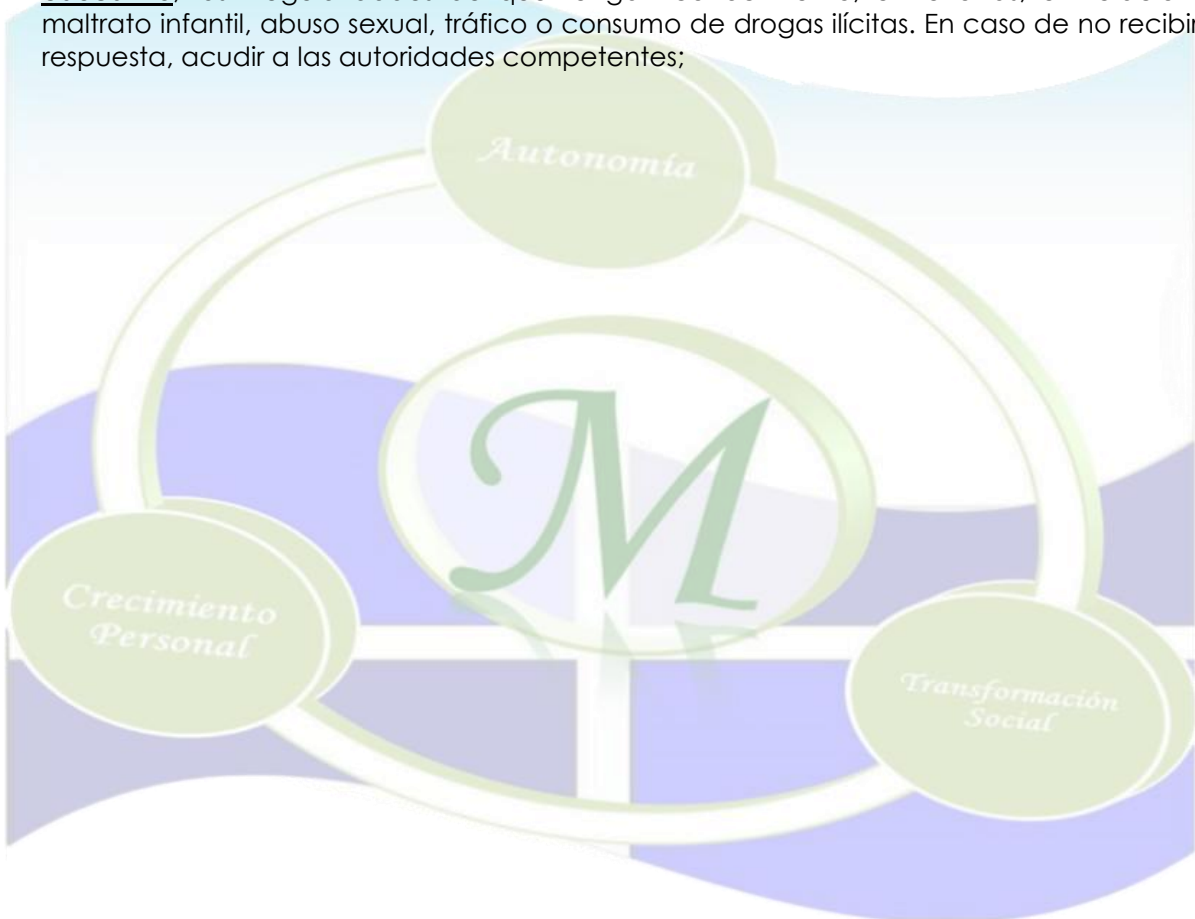 maltrato infantil, abuso sexual, tráfico o consumo de drogas ilícitas. En caso de no recibir
respuesta, acudir a las autoridades competentes;
Autonomía
M
Crecimiento
Personal
Transformación
Social